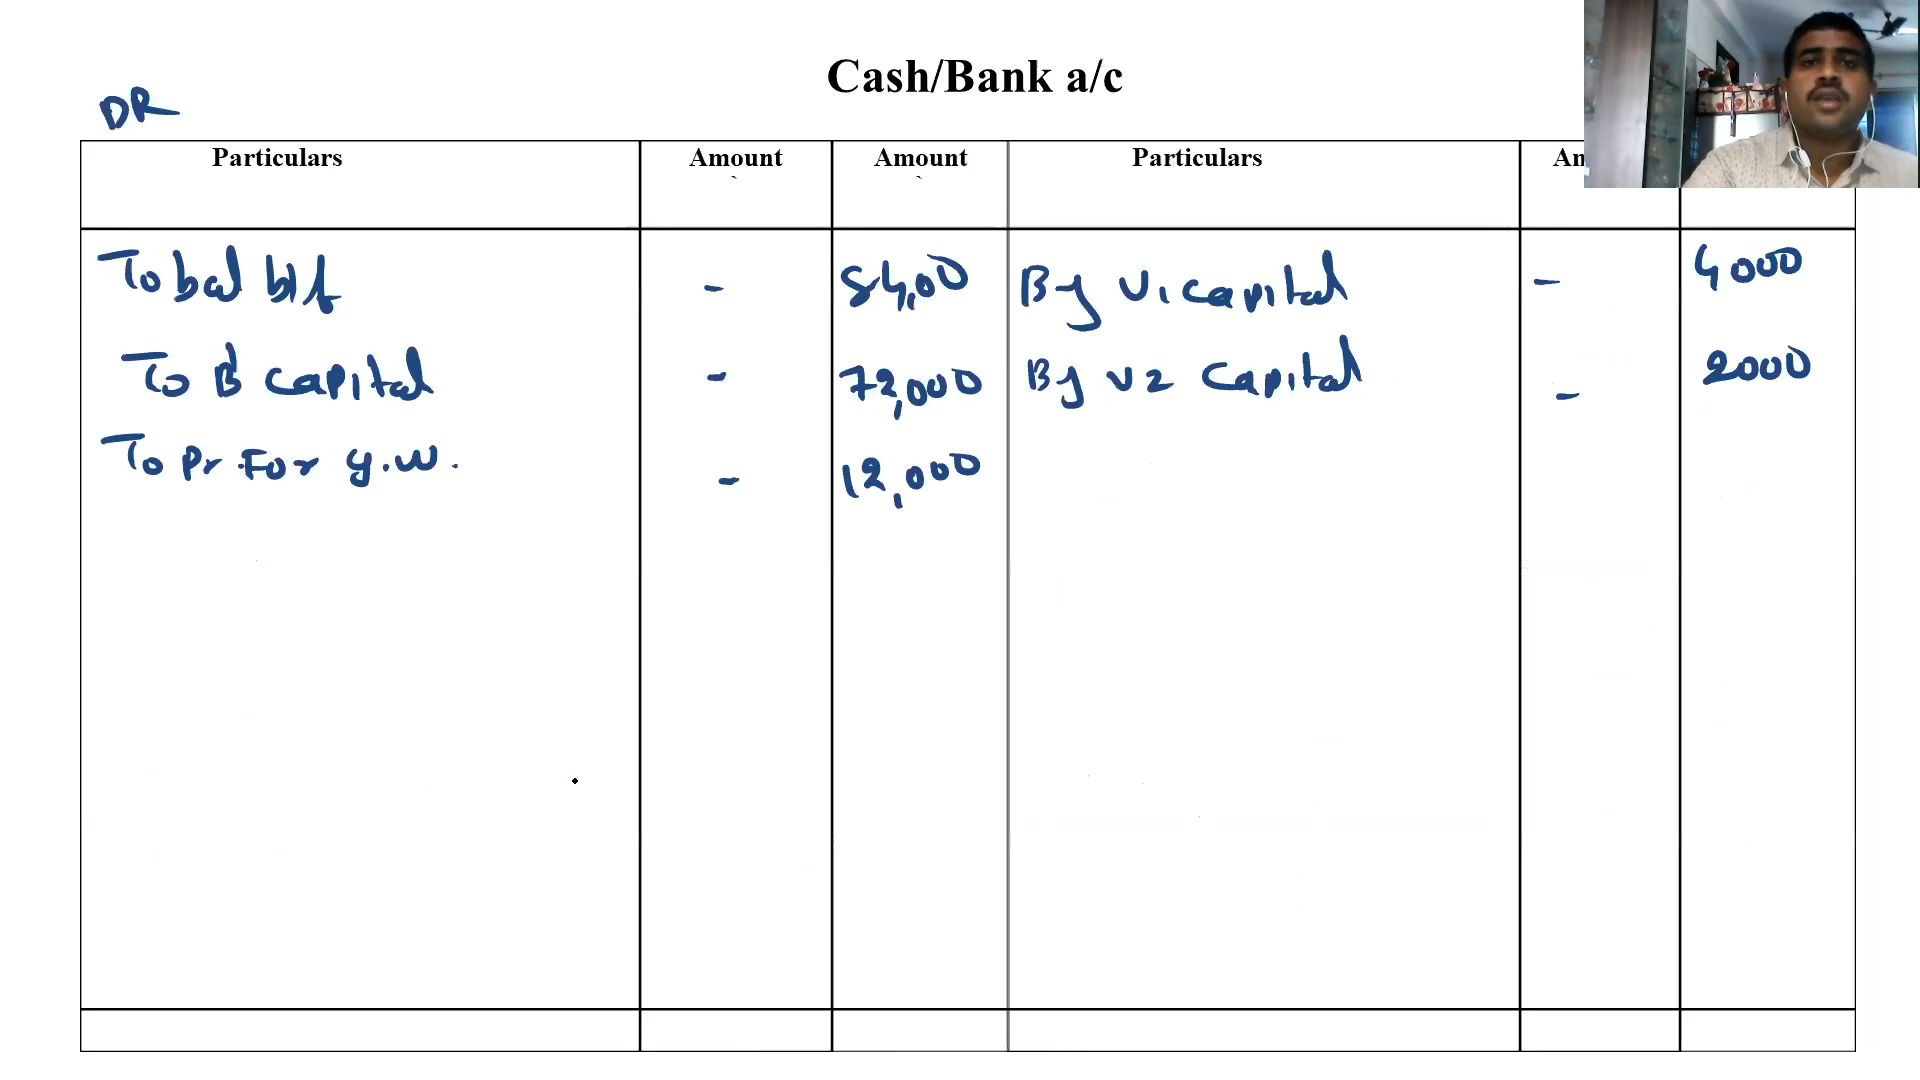 Cash/Bank a/c
DR
Particulars Amount Amount Particulars An
To bal b/f - 84,00 By V1 capital - 4000
To B capital - 72,000 By V2 Capital - 2000
To Pr. For g.w. - 12,000